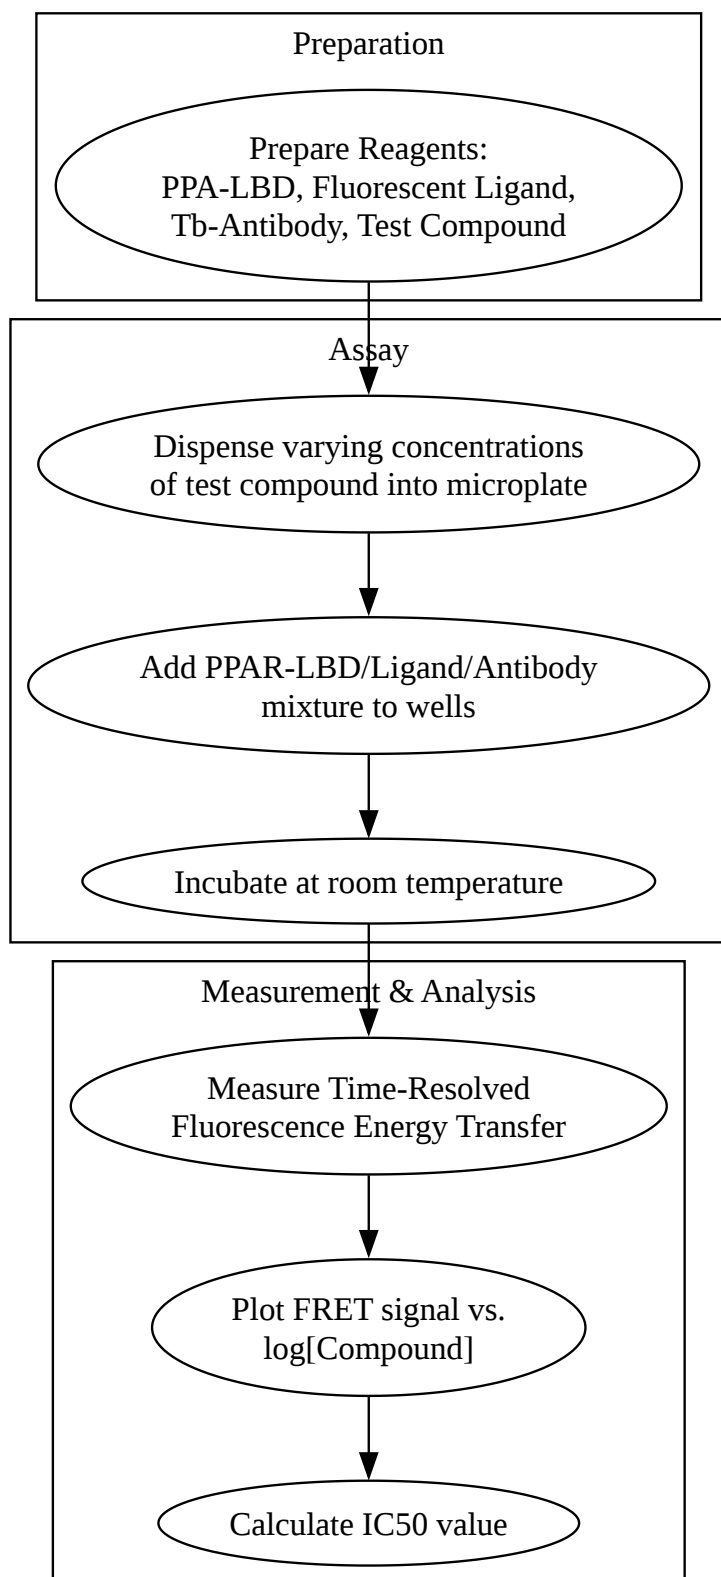 Preparation
Prepare Reagents:
PPA-LBD, Fluorescent Ligand,
Tb-Antibody, Test Compound
Assay
Dispense varying concentrations
of test compound into microplate
Add PPAR-LBD/Ligand/Antibody
mixture to wells
Incubate at room temperature
Measurement & Analysis
Measure Time-Resolved
Fluorescence Energy Transfer
Plot FRET signal vs.
log[Compound]
Calculate IC50 value